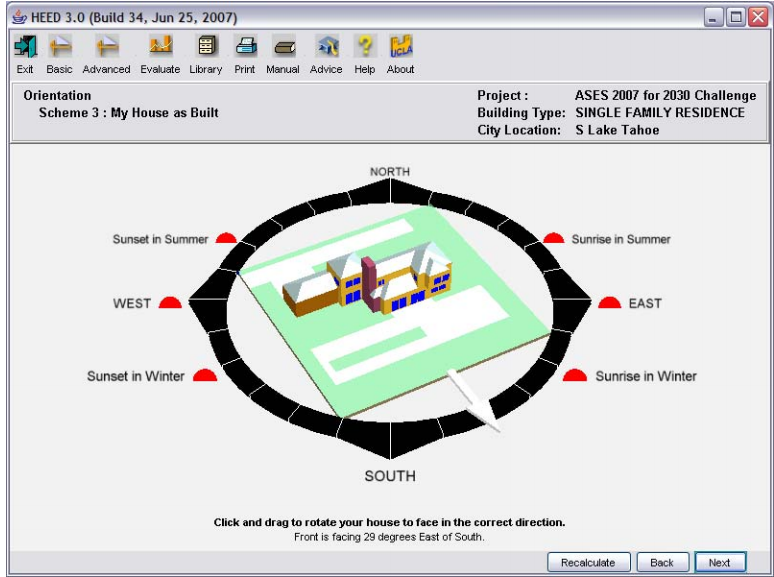 HEED 3.0 (Build 34, Jun 25, 2007)
Exit Basic Advanced Evaluate Library Print Manual Advice Help About
UCLA
Orientation
Scheme 3 : My House as Built
Project : ASES 2007 for 2030 Challenge
Building Type: SINGLE FAMILY RESIDENCE
City Location: S Lake Tahoe
NORTH
Sunset in Summer
Sunrise in Summer
WEST
EAST
Sunset in Winter
Sunrise in Winter
SOUTH
Click and drag to rotate your house to face in the correct direction.
Front is facing 29 degrees East of South.
Recalculate Back Next